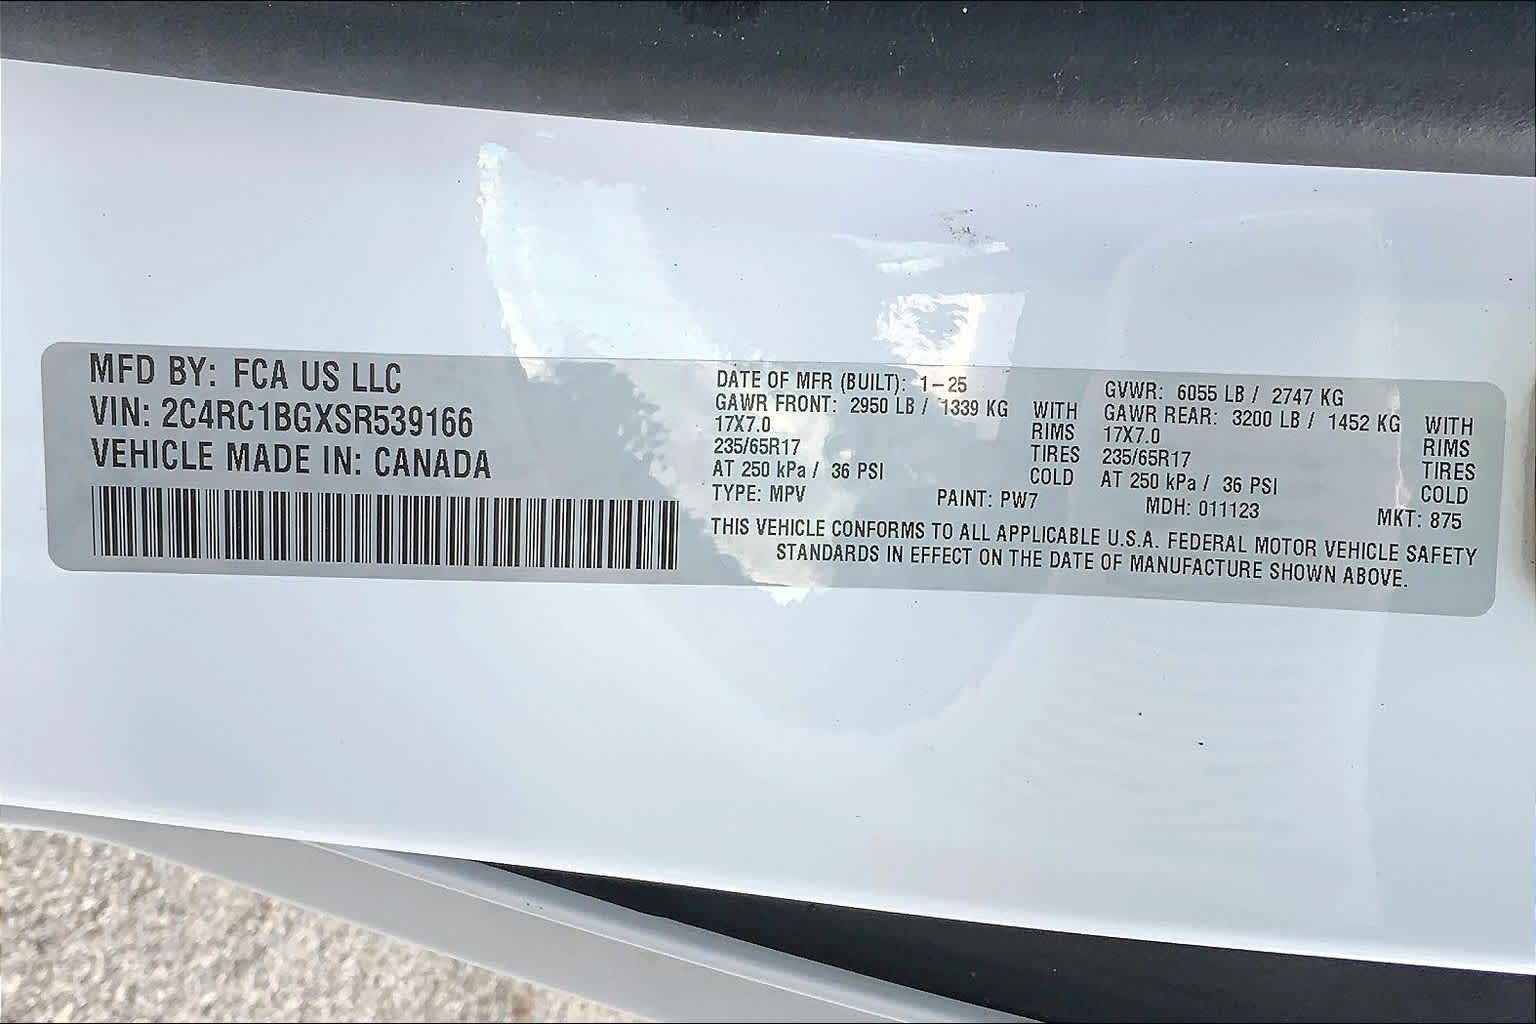 MFD BY: FCA US LLC
VIN: 2C4RC1BGXSR539166
VEHICLE MADE IN: CANADA
DATE OF MFR (BUILT): 1-25
GAWR FRONT: 2950 LB / 1339 KG WITH
17X7.0 RIMS
235/65R17 TIRES
AT 250 kPa / 36 PSI COLD
TYPE: MPV PAINT: PW7
GVWR: 6055 LB / 2747 KG
GAWR REAR: 3200 LB / 1452 KG WITH
17X7.0 RIMS
235/65R17 TIRES
AT 250 kPa / 36 PSI COLD
MDH: 011123 MKT: 875
THIS VEHICLE CONFORMS TO ALL APPLICABLE U.S.A. FEDERAL MOTOR VEHICLE SAFETY
STANDARDS IN EFFECT ON THE DATE OF MANUFACTURE SHOWN ABOVE.